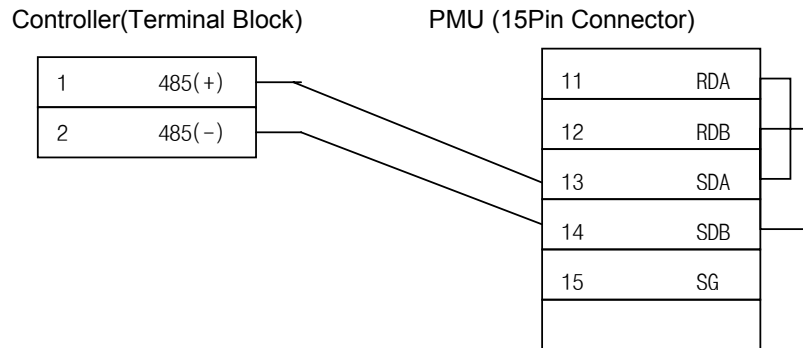 Controller(Terminal Block) PMU (15Pin Connector)
1 485(+)
2 485(-)
11 RDA
12 RDB
13 SDA
14 SDB
15 SG